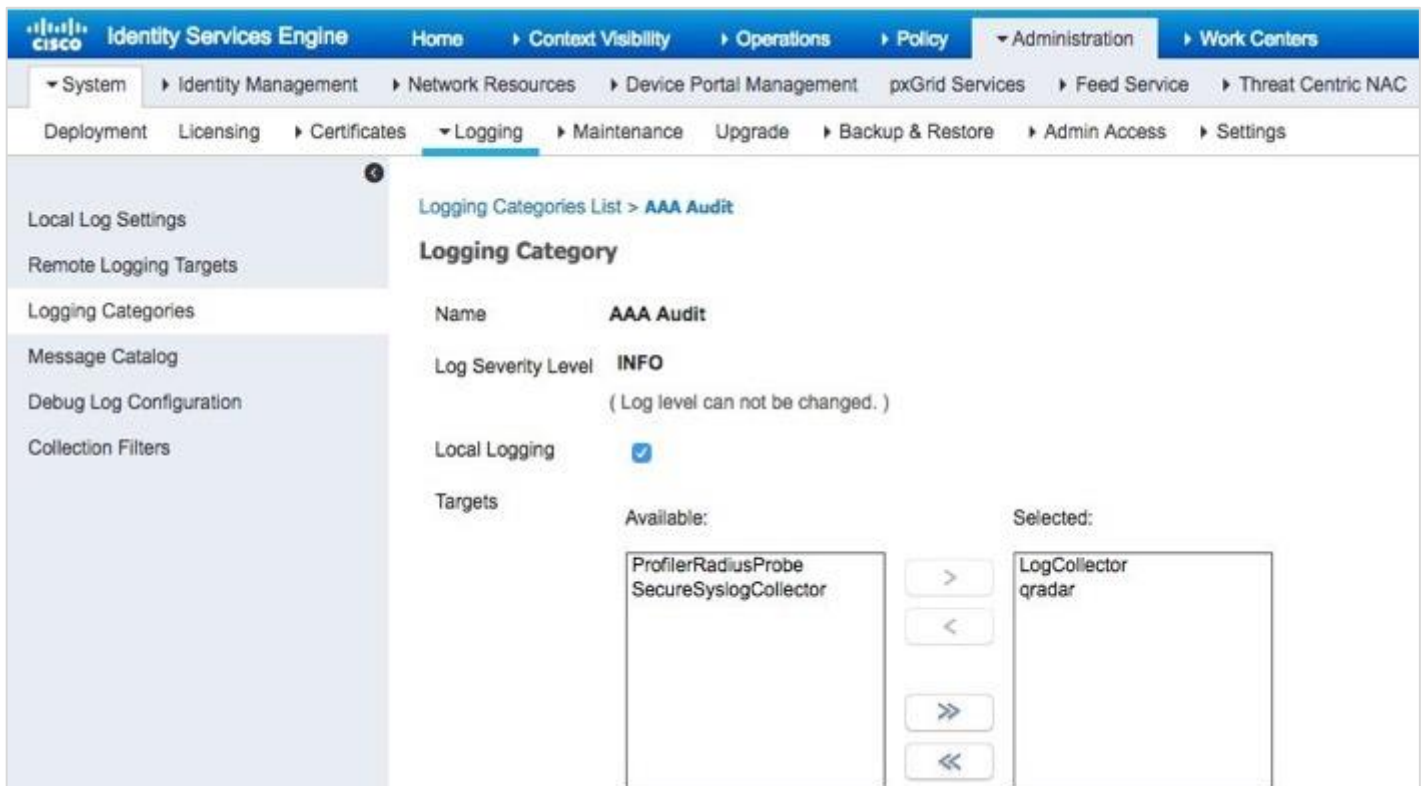 cisco Identity Services Engine Home Context Visibility Operations Policy Administration Work Centers
System Identity Management Network Resources Device Portal Management pxGrid Services Feed Service Threat Centric NAC
Deployment Licensing Certificates Logging Maintenance Upgrade Backup & Restore Admin Access Settings
Local Log Settings
Remote Logging Targets
Logging Categories
Message Catalog
Debug Log Configuration
Collection Filters
Logging Categories List > AAA Audit
Logging Category
Name AAA Audit
Log Severity Level INFO
( Log level can not be changed. )
Local Logging
Targets
Available:
ProfilerRadiusProbe
SecureSyslogCollector
>
<
>>
<<
Selected:
LogCollector
qradar